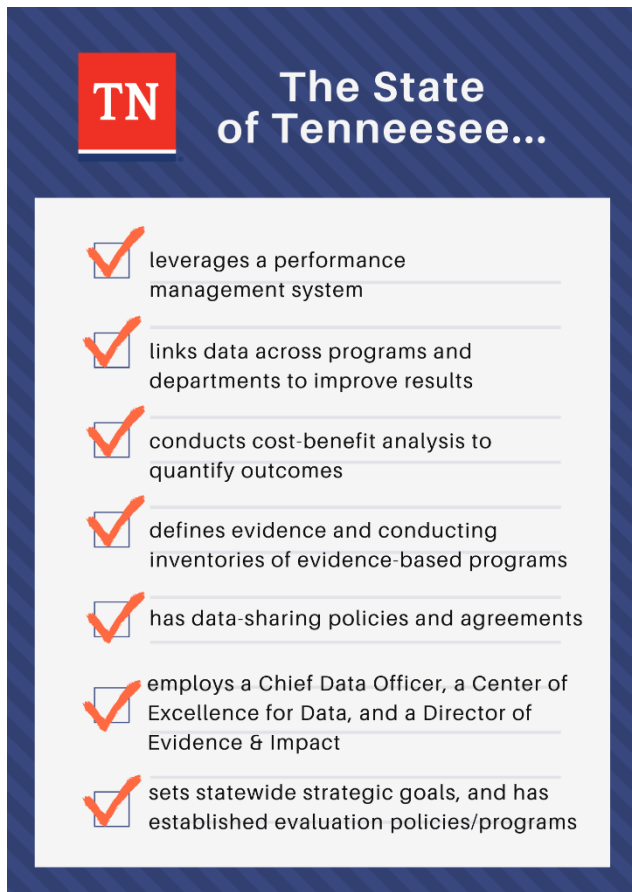 TN
The State
of Tenneesee...
leverages a performance
management system
links data across programs and
departments to improve results
conducts cost-benefit analysis to
quantify outcomes
defines evidence and conducting
inventories of evidence-based programs
has data-sharing policies and agreements
employs a Chief Data Officer, a Center of
Excellence for Data, and a Director of
Evidence & Impact
sets statewide strategic goals, and has
established evaluation policies/programs